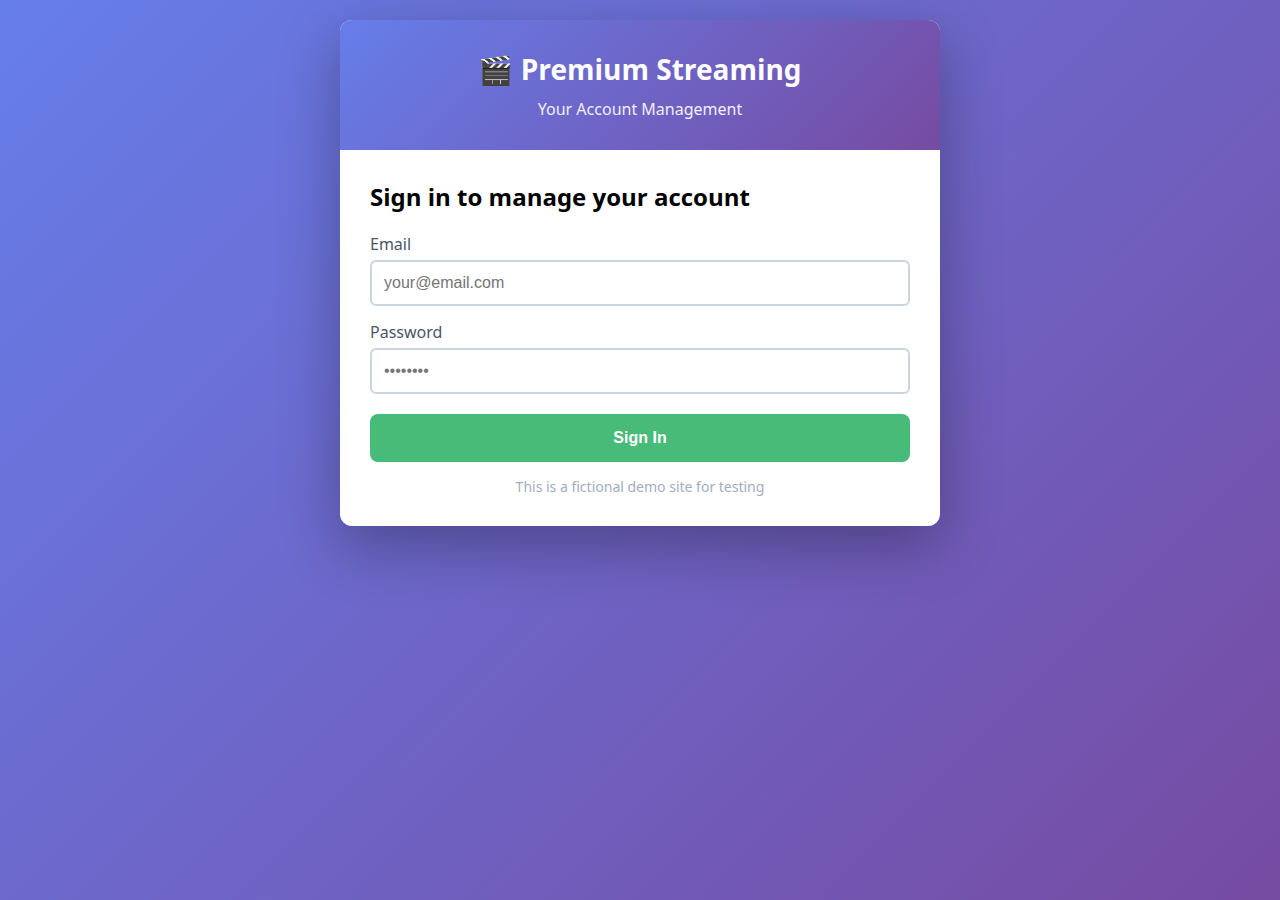 🎬 Premium Streaming
Your Account Management
Sign in to manage your account
Email
your@email.com
Password
••••••••
Sign In
This is a fictional demo site for testing